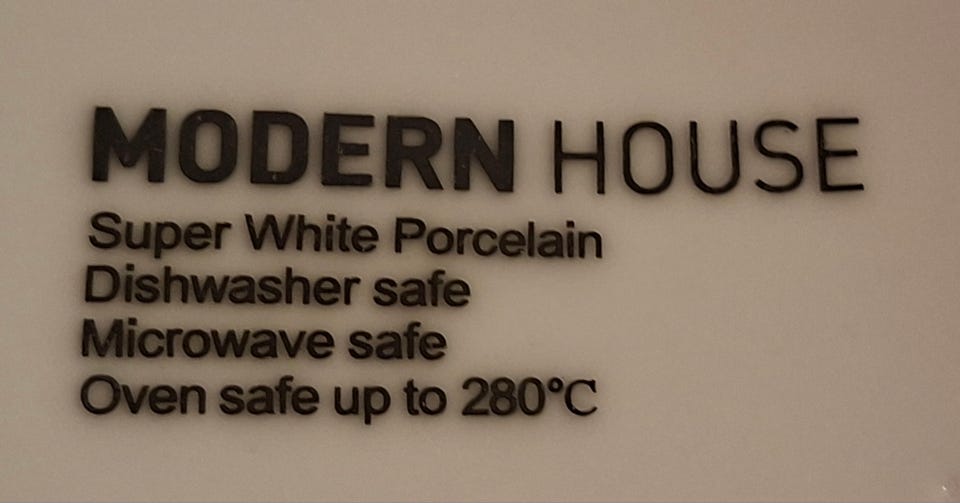 MODERN HOUSE
Super White Porcelain
Dishwasher safe
Microwave safe
Oven safe up to 280°C